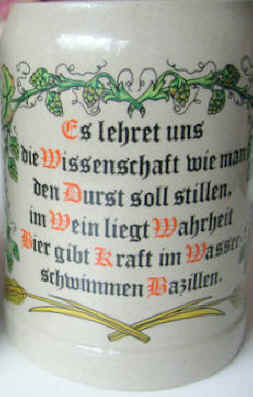 Es lehret uns
die Wissenschaft wie man
den Durst soll stillen,
im Wein liegt Wahrheit
Bier gibt Kraft im Wasser
schwimmen Bazillen.